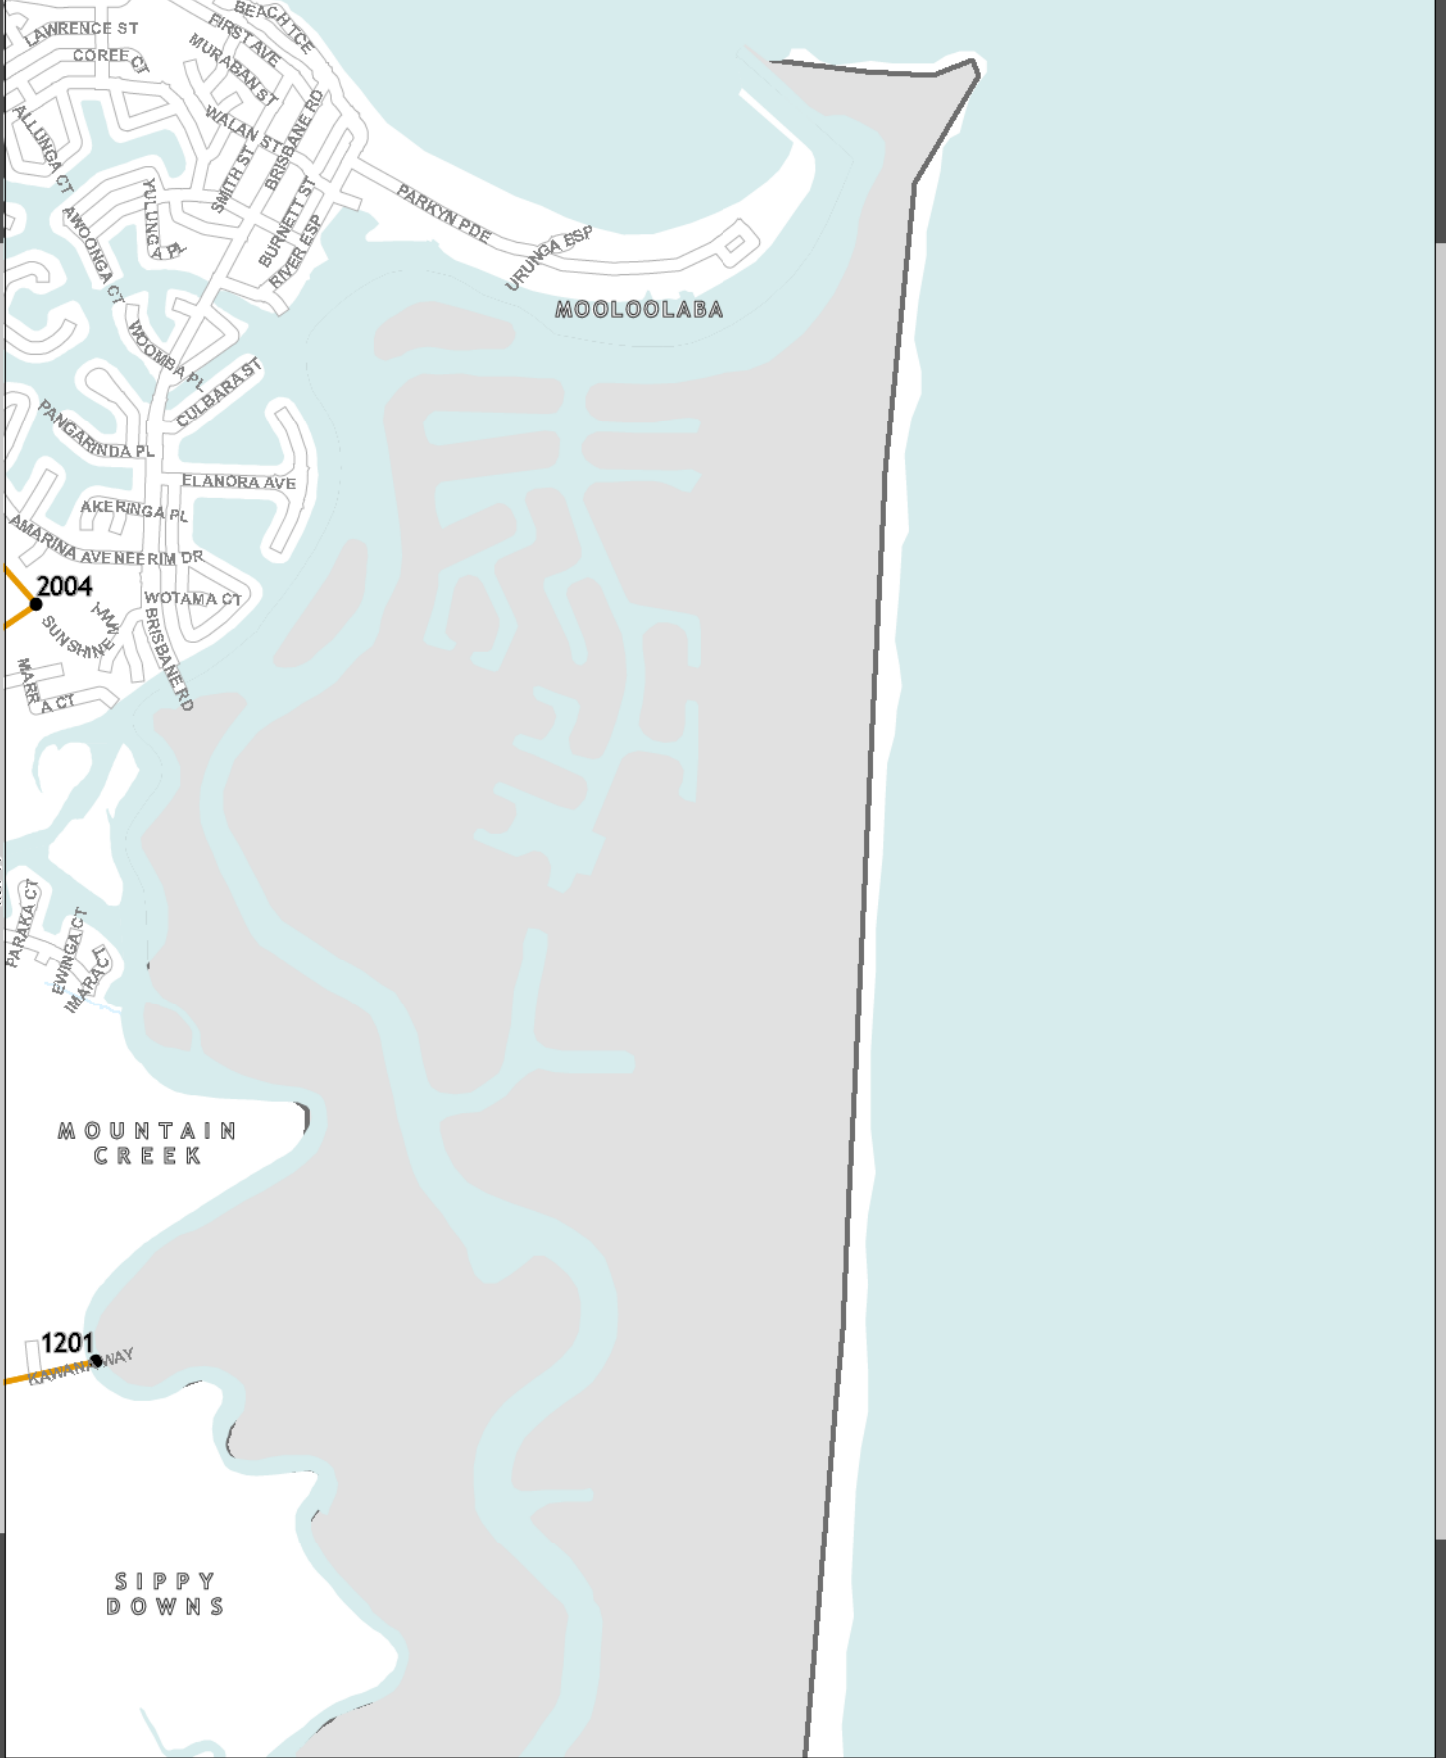 BEACH TCE
LAWRENCE ST
FIRST AVE
COREE CT
MURABAN ST
ALLUNGA CT
WALAN ST
BRISBANE RD
SMITH ST
YULUNGA PL
AWOONGA CT
BURNETT ST
RIVER ESP
PARKYN PDE
URUNGA ESP
MOOLOOLABA
WOOMBA PL
CULBARA ST
PANGARINDA PL
ELANORA AVE
AKERINGA PL
AMARINA AVE
NEERIM DR
2004
WOTAMA CT
SUNSHINE MWY
BRISBANE RD
MARRA CT
PARAKA CT
EWINGA CT
IMARA CT
MOUNTAIN
CREEK
1201
KAWANA WAY
SIPPY
DOWNS